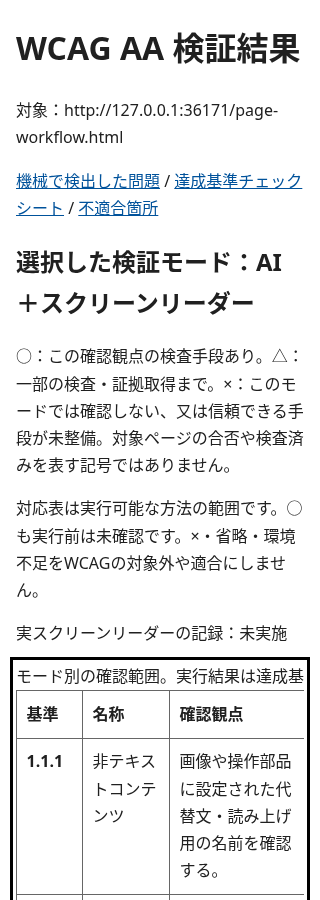 WCAG AA 検証結果
対象：http://127.0.0.1:36171/page-
workflow.html
機械で検出した問題 / 達成基準チェック
シート / 不適合箇所
選択した検証モード：AI
＋スクリーンリーダー
〇：この確認観点の検査手段あり。△：
一部の検査・証拠取得まで。×：このモ
ードでは確認しない、又は信頼できる手
段が未整備。対象ページの合否や検査済
みを表す記号ではありません。
対応表は実行可能な方法の範囲です。〇
も実行前は未確認です。×・省略・環境
不足をWCAGの対象外や適合にしませ
ん。
実スクリーンリーダーの記録：未実施
モード別の確認範囲。実行結果は達成基
基準 名称 確認観点
1.1.1 非テキス 画像や操作部品
トコンテ に設定された代
ンツ 替文・読み上げ
用の名前を確認
する。